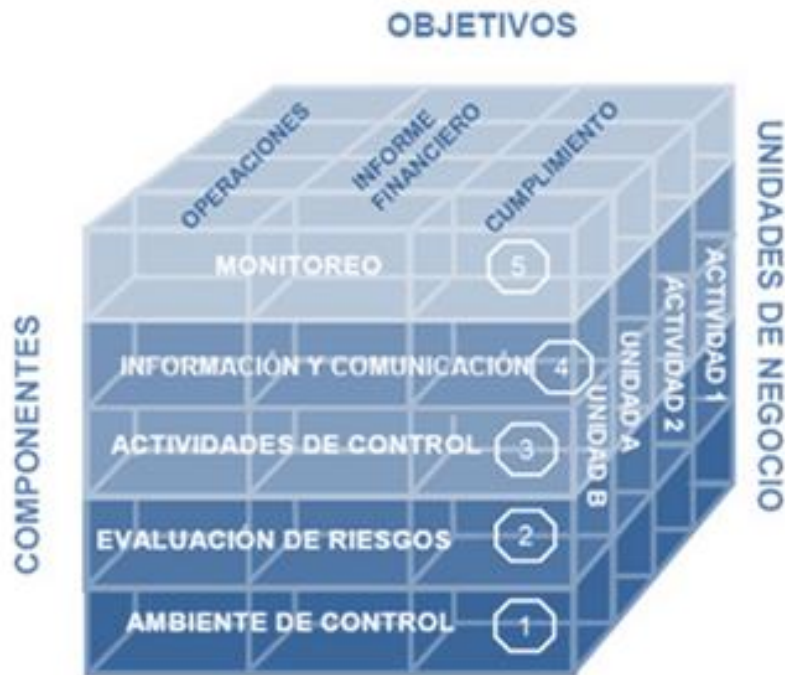 OBJETIVOS
OPERACIONES
INFORME
FINANCIERO
CUMPLIMIENTO
MONITOREO 5
INFORMACIÓN Y COMUNICACIÓN 4
ACTIVIDADES DE CONTROL 3
EVALUACIÓN DE RIESGOS 2
AMBIENTE DE CONTROL 1
COMPONENTES
UNIDAD B
UNIDAD A
ACTIVIDAD 2
ACTIVIDAD 1
UNIDADES DE NEGOCIO